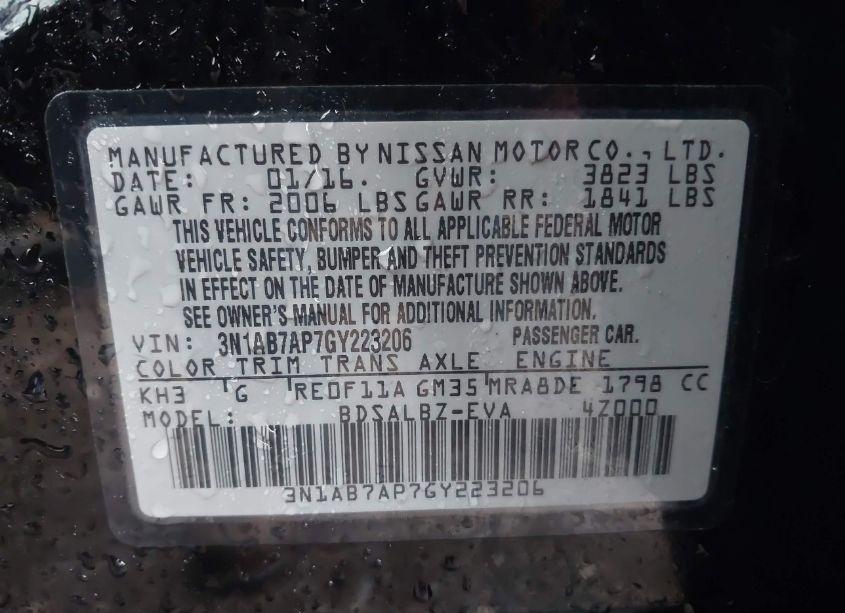 MANUFACTURED BY NISSAN MOTOR CO., LTD.
DATE: 01/16. GVWR: 3823 LBS
GAWR FR: 2006 LBS GAWR RR: 1841 LBS
THIS VEHICLE CONFORMS TO ALL APPLICABLE FEDERAL MOTOR
VEHICLE SAFETY, BUMPER AND THEFT PREVENTION STANDARDS
IN EFFECT ON THE DATE OF MANUFACTURE SHOWN ABOVE.
SEE OWNER'S MANUAL FOR ADDITIONAL INFORMATION.
VIN: 3N1AB7AP7GY223206 PASSENGER CAR.
COLOR TRIM TRANS AXLE ENGINE
KH3 G RE0F11A GM35 MRA8DE 1798 CC
MODEL: BDSALBZ-EVA 4Z000
3N1AB7AP7GY223206